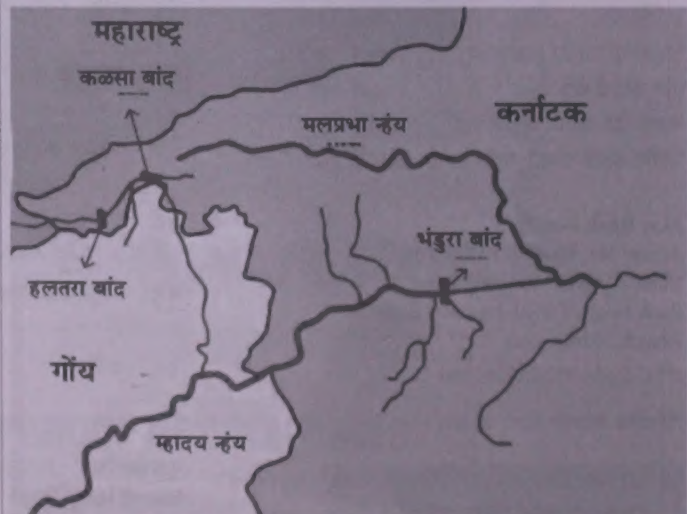 महाराष्ट्र
कळसा बांद
मलप्रभा न्हंय
कर्नाटक
भंडुरा बांद
हलतरा बांद
गोंय
म्हादय न्हंय